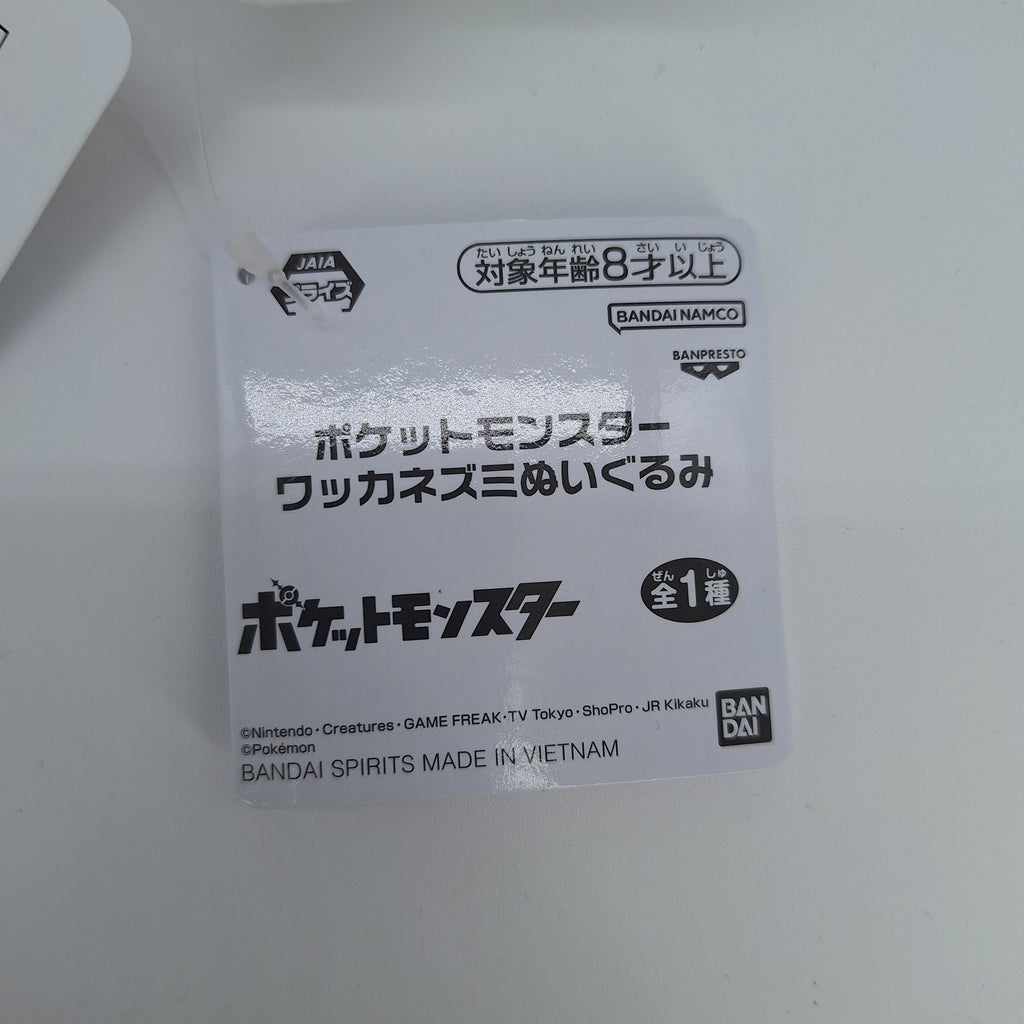 JAIA
プライズ
たいしょうねんれい さいいじょう
対象年齢8才以上
BANDAI NAMCO
BANPRESTO
ポケットモンスター
ワッカネズミぬいぐるみ
ポケットモンスター
ぜん しゅ
全1種
©Nintendo・Creatures・GAME FREAK・TV Tokyo・ShoPro・JR Kikaku
©Pokémon
BANDAI SPIRITS MADE IN VIETNAM
BAN
DAI